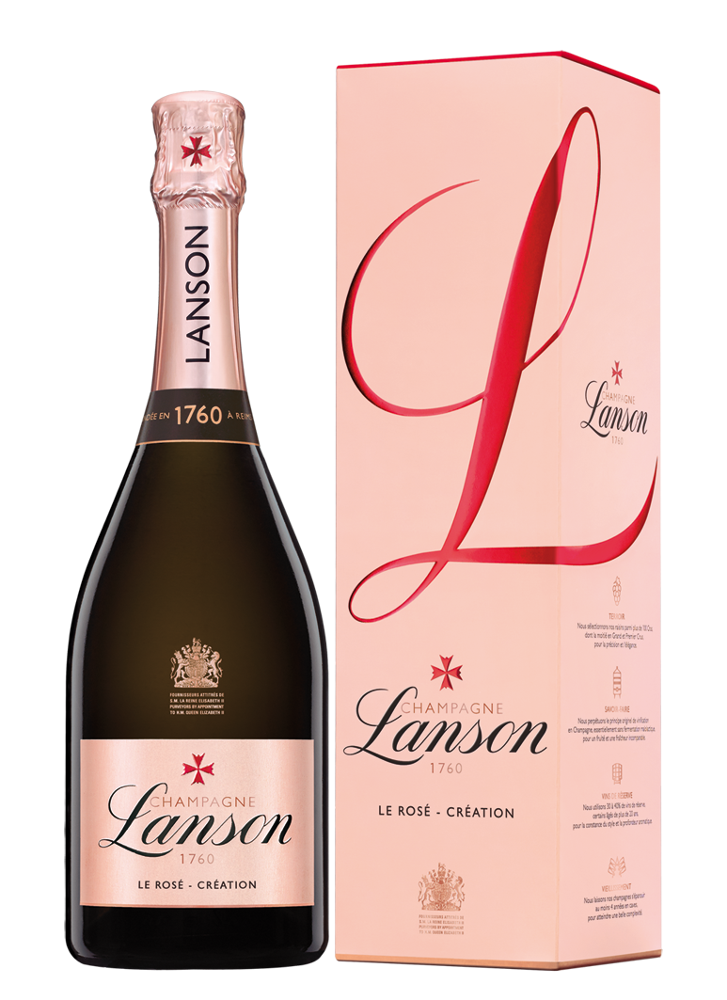 LANSON
DÉE EN 1760 À REIM
FOURNISSEURS ATTITRÉS DE
S.M. LA REINE ELISABETH II
PURVEYORS BY APPOINTMENT
TO H.M. QUEEN ELIZABETH II
CHAMPAGNE
Lanson
1760
LE ROSÉ - CRÉATION
L
CHAMPAGNE
Lanson
1760
LE ROSÉ - CRÉATION
FOURNISSEURS ATTITRÉS DE
S.M. LA REINE ELISABETH II
PURVEYORS BY APPOINTMENT
TO H.M. QUEEN ELIZABETH II
CHAMPAGNE
Lanson
1760
TERROIR
Nous sélectionnons nos raisins parmi plus de 100 Crus,
dont la moitié en Grand et Premier Crus,
pour la précision et l'élégance.
SAVOIR-FAIRE
Nous perpétuons le principe original de vinification
en Champagne, essentiellement sans fermentation malolactique,
pour un fruité et une fraîcheur incomparable.
VINS DE RÉSERVE
Nous utilisons 30 à 40% de vins de réserve,
certains âgés de plus de 20 ans,
pour la constance du style et la profondeur aromatique.
VIEILLISSEMENT
Nous laissons nos champagnes s'épanouir
au moins 4 années en caves,
pour atteindre une belle complexité.